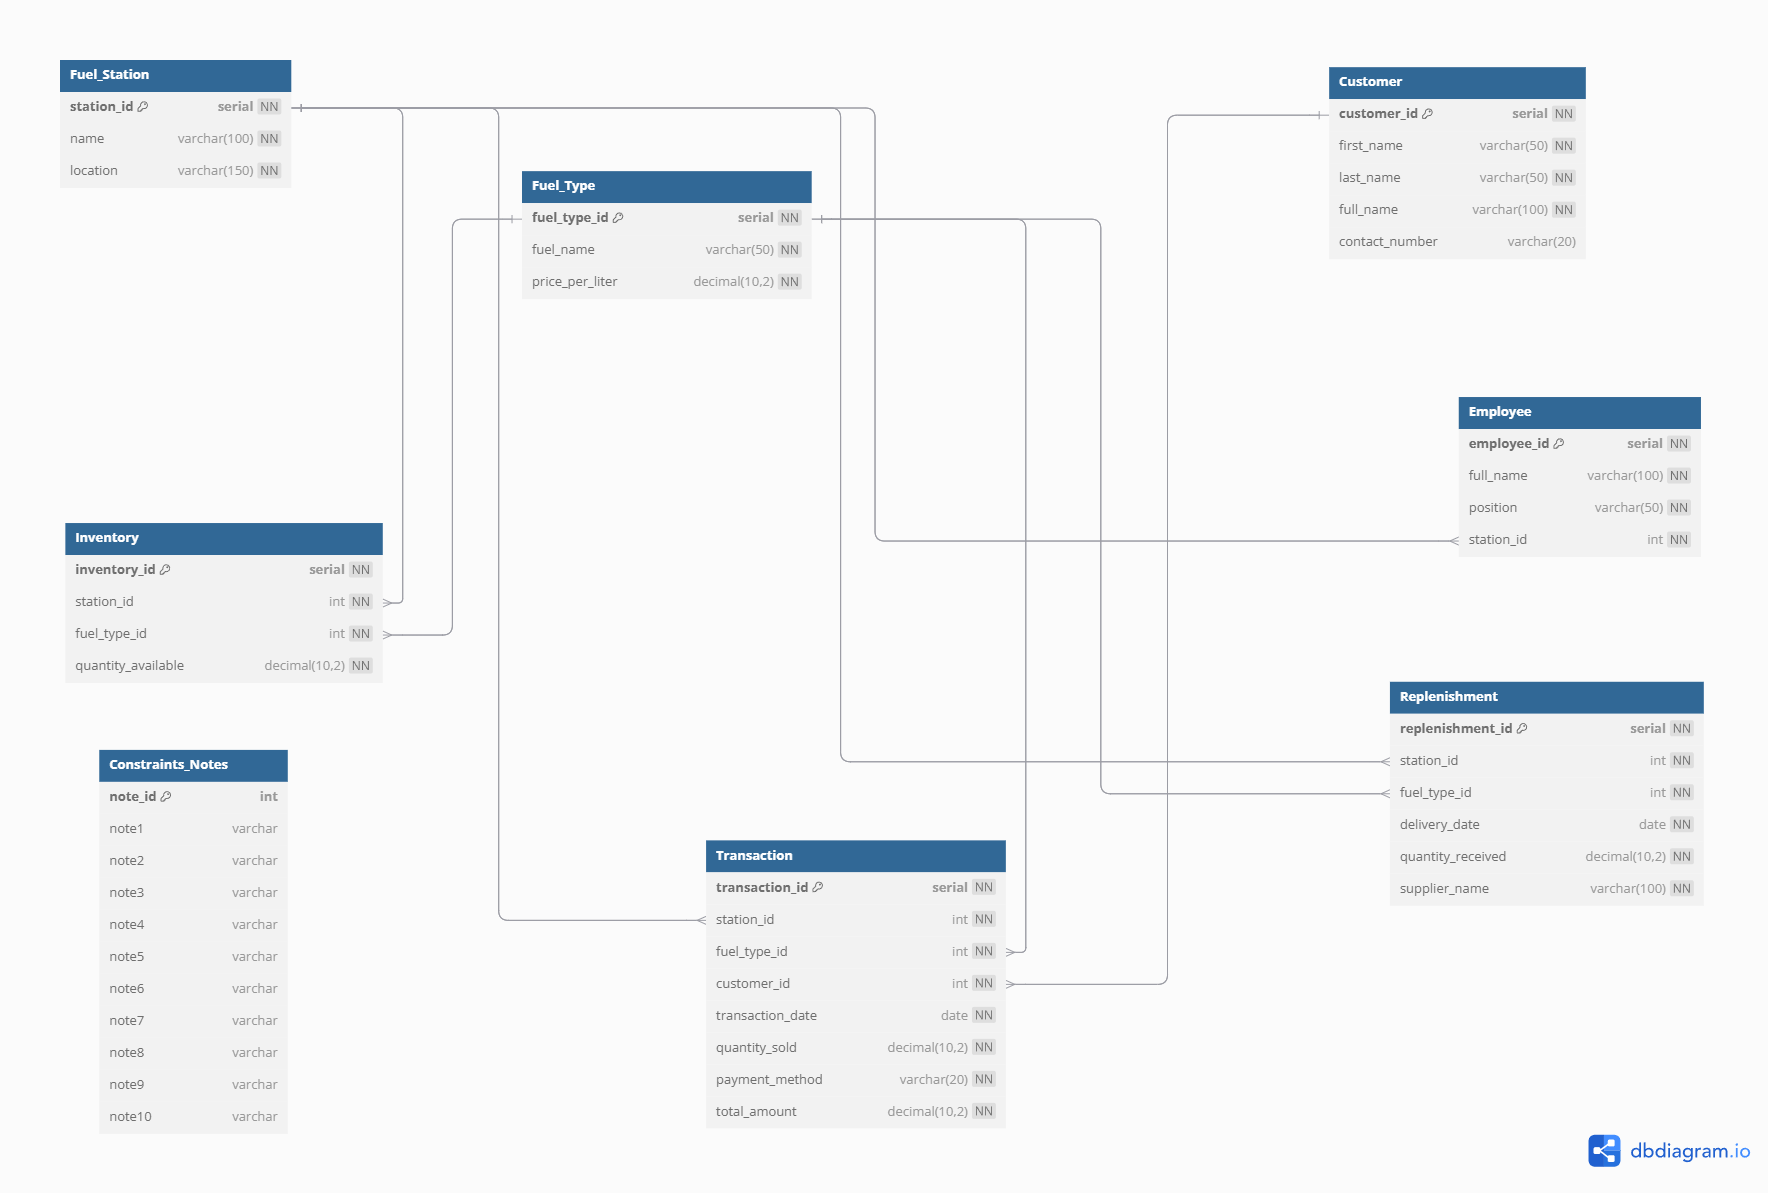 Fuel_Station
station_id serial NN
name varchar(100) NN
location varchar(150) NN
Fuel_Type
fuel_type_id serial NN
fuel_name varchar(50) NN
price_per_liter decimal(10,2) NN
Customer
customer_id serial NN
first_name varchar(50) NN
last_name varchar(50) NN
full_name varchar(100) NN
contact_number varchar(20)
Employee
employee_id serial NN
full_name varchar(100) NN
position varchar(50) NN
station_id int NN
Inventory
inventory_id serial NN
station_id int NN
fuel_type_id int NN
quantity_available decimal(10,2) NN
Replenishment
replenishment_id serial NN
station_id int NN
fuel_type_id int NN
delivery_date date NN
quantity_received decimal(10,2) NN
supplier_name varchar(100) NN
Constraints_Notes
note_id int
note1 varchar
note2 varchar
note3 varchar
note4 varchar
note5 varchar
note6 varchar
note7 varchar
note8 varchar
note9 varchar
note10 varchar
Transaction
transaction_id serial NN
station_id int NN
fuel_type_id int NN
customer_id int NN
transaction_date date NN
quantity_sold decimal(10,2) NN
payment_method varchar(20) NN
total_amount decimal(10,2) NN
dbdiagram.io